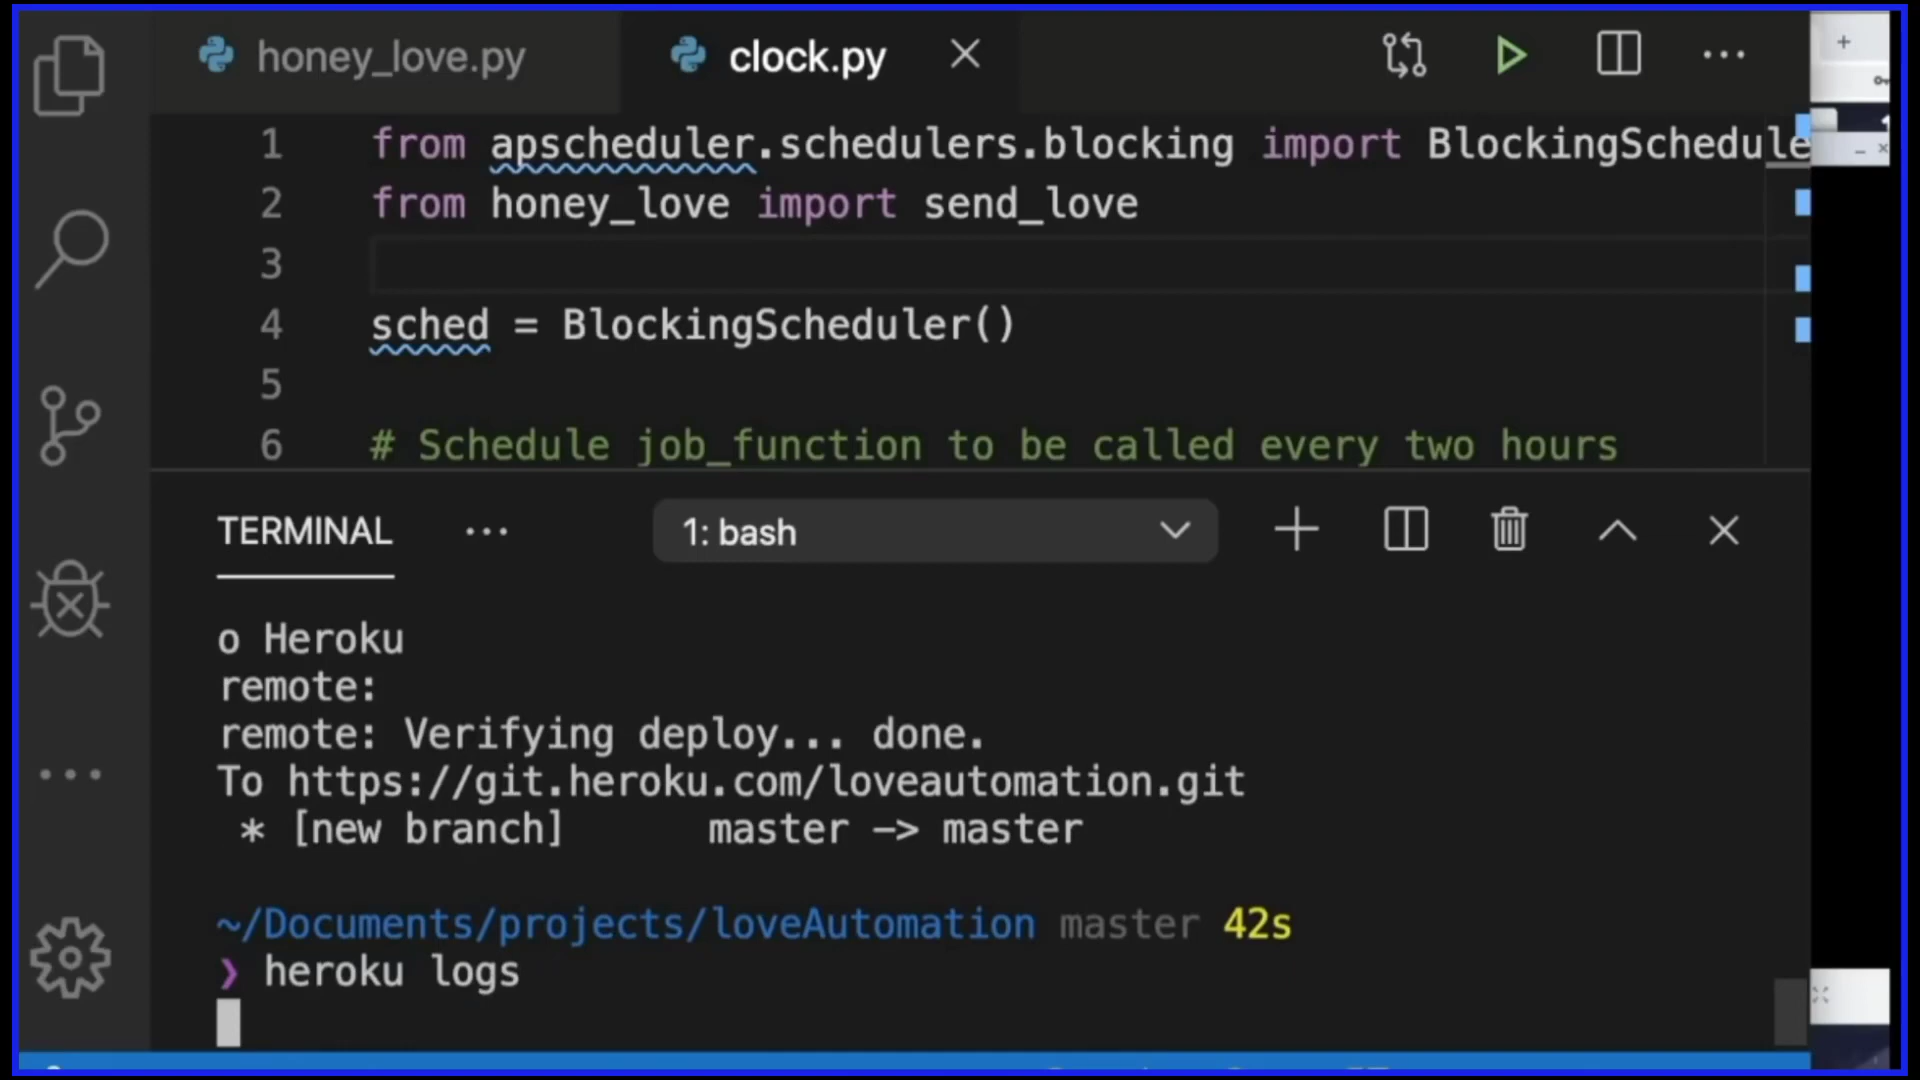 honey_love.py
clock.py
1 from apscheduler.schedulers.blocking import BlockingSchedule
2 from honey_love import send_love
3
4 sched = BlockingScheduler()
5
6 # Schedule job_function to be called every two hours
TERMINAL ... 1: bash
o Heroku
remote:
remote: Verifying deploy... done.
To https://git.heroku.com/loveautomation.git
* [new branch] master -> master
~/Documents/projects/loveAutomation master 42s
❯ heroku logs